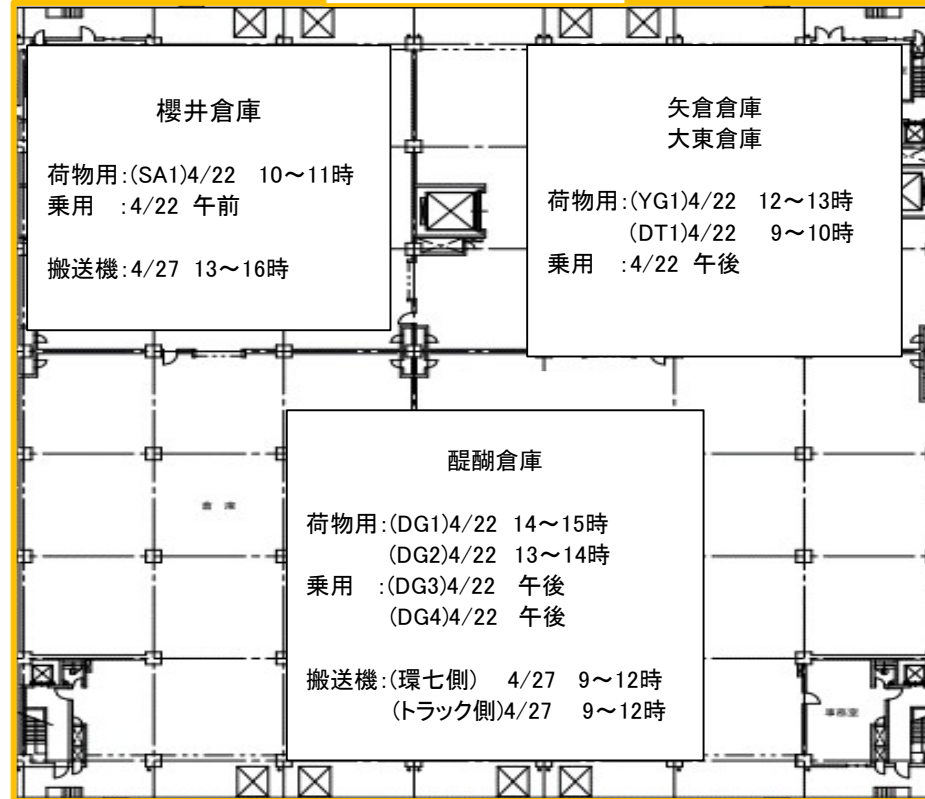 櫻井倉庫
荷物用:(SA1)4/22 10～11時
乗用 :4/22 午前
搬送機:4/27 13～16時
矢倉倉庫
大東倉庫
荷物用:(YG1)4/22 12～13時
(DT1)4/22 9～10時
乗用 :4/22 午後
醍醐倉庫
荷物用:(DG1)4/22 14～15時
(DG2)4/22 13～14時
乗用 :(DG3)4/22 午後
(DG4)4/22 午後
搬送機:(環七側) 4/27 9～12時
(トラック側)4/27 9～12時
倉 庫
事務室